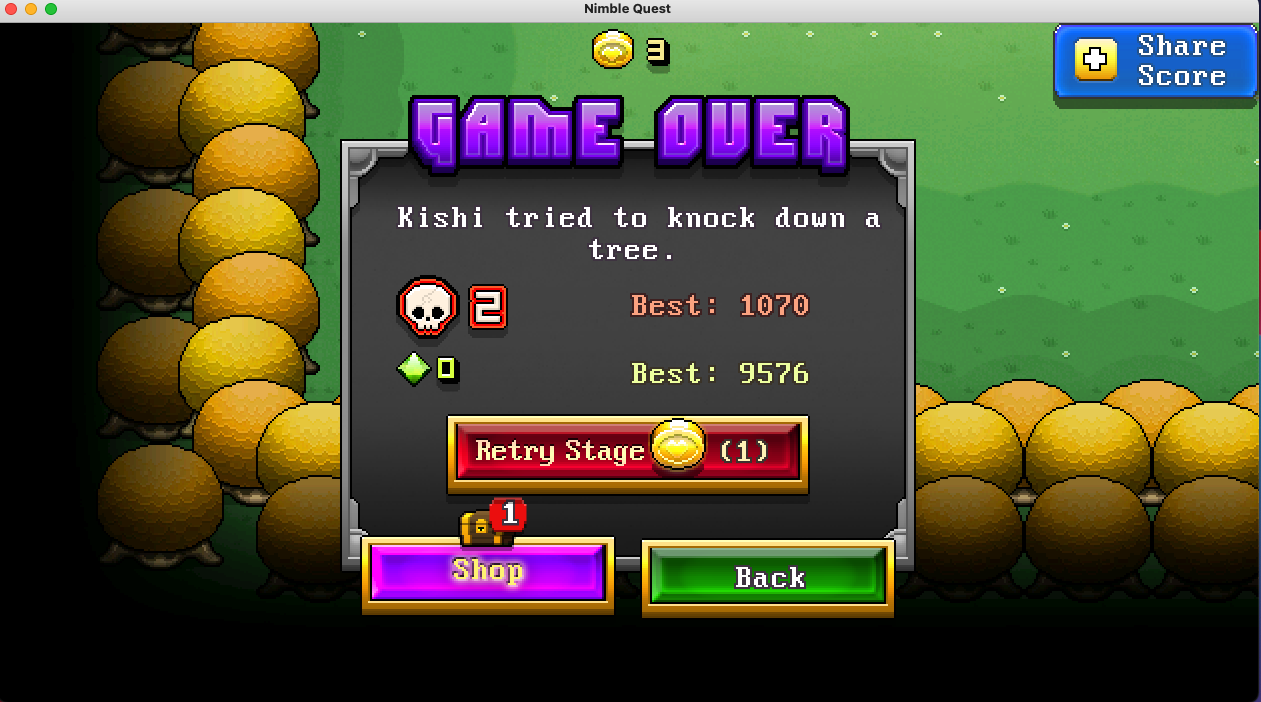 Nimble Quest
3
Share
Score
GAME OVER
Kishi tried to knock down a
tree.
2
Best: 1070
0
Best: 9576
Retry Stage (1)
1
Shop
Back